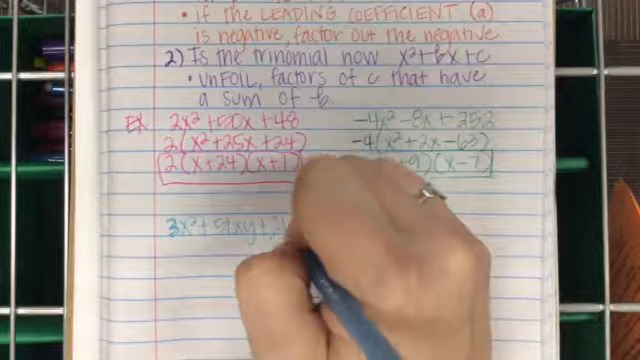 • if the LEADING COEFFICIENT (a)
is negative, factor out the negative
2) Is the trinomial now x²+bx+c
• unFOIL, factors of c that have
a sum of b.
EX 2x²+50x+48 -4x²-8x+252
2(x²+25x+24) -4(x²+2x-63)
2(x+24)(x+1) +9)(x-7)
3x²+51xy+